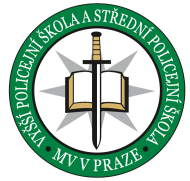 VYŠŠÍ POLICEJNÍ ŠKOLA A STŘEDNÍ POLICEJNÍ ŠKOLA
• MV V PRAZE •